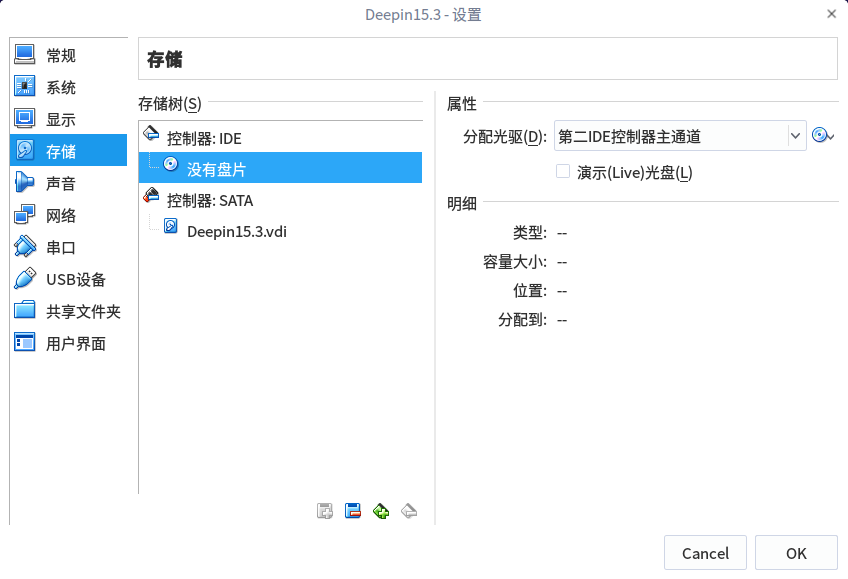 Deepin15.3 - 设置
常规
系统
显示
存储
声音
网络
串口
USB设备
共享文件夹
用户界面
存储
存储树(S)
控制器: IDE
没有盘片
控制器: SATA
Deepin15.3.vdi
属性
分配光驱(D): 第二IDE控制器主通道
演示(Live)光盘(L)
明细
类型: --
容量大小: --
位置: --
分配到: --
Cancel OK